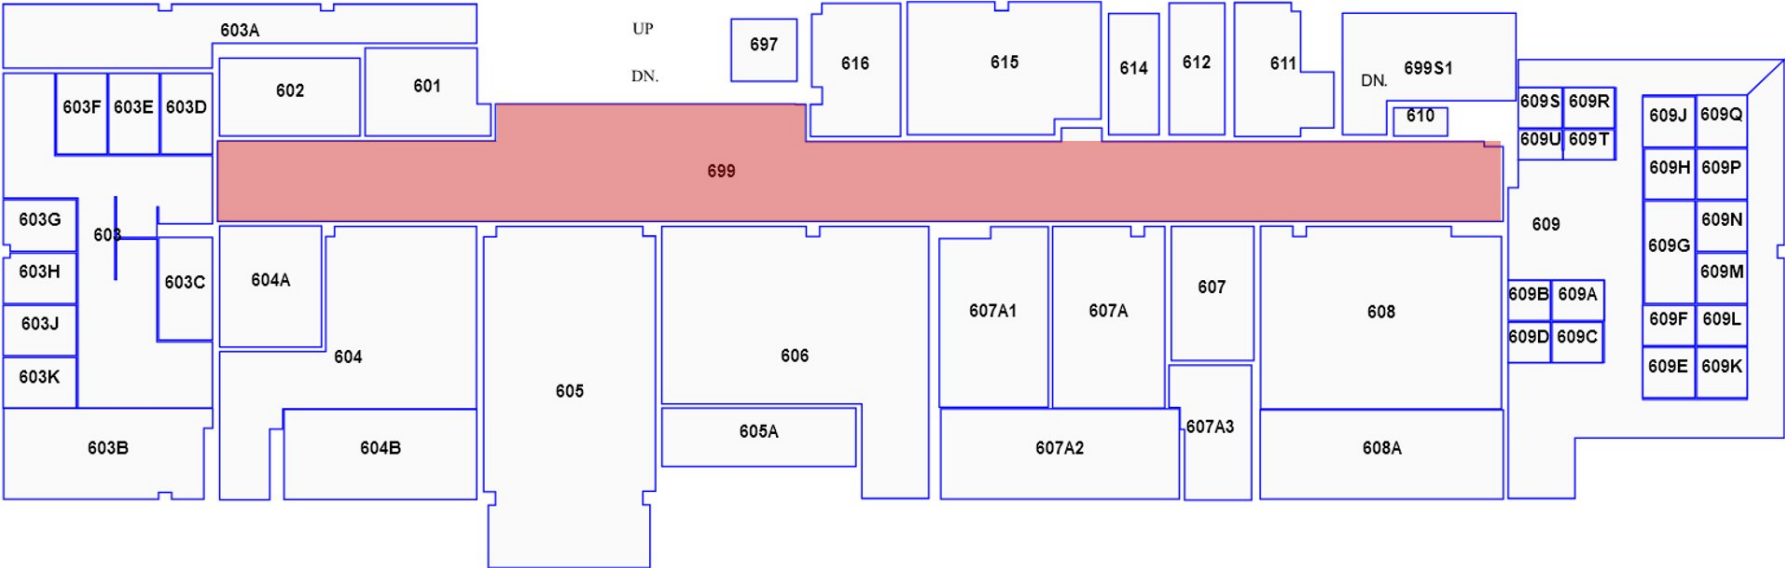 603A
UP
DN.
697
616
615
614
612
611
699S1
DN.
610
602
601
603F
603E
603D
699
609S
609R
609U
609T
609J
609Q
609H
609P
609G
609N
609M
609F
609L
609E
609K
609
609B
609A
609D
609C
603G
603
603H
603C
603J
603K
603B
604A
604
604B
605
606
605A
607A1
607A
607
607A2
607A3
608
608A